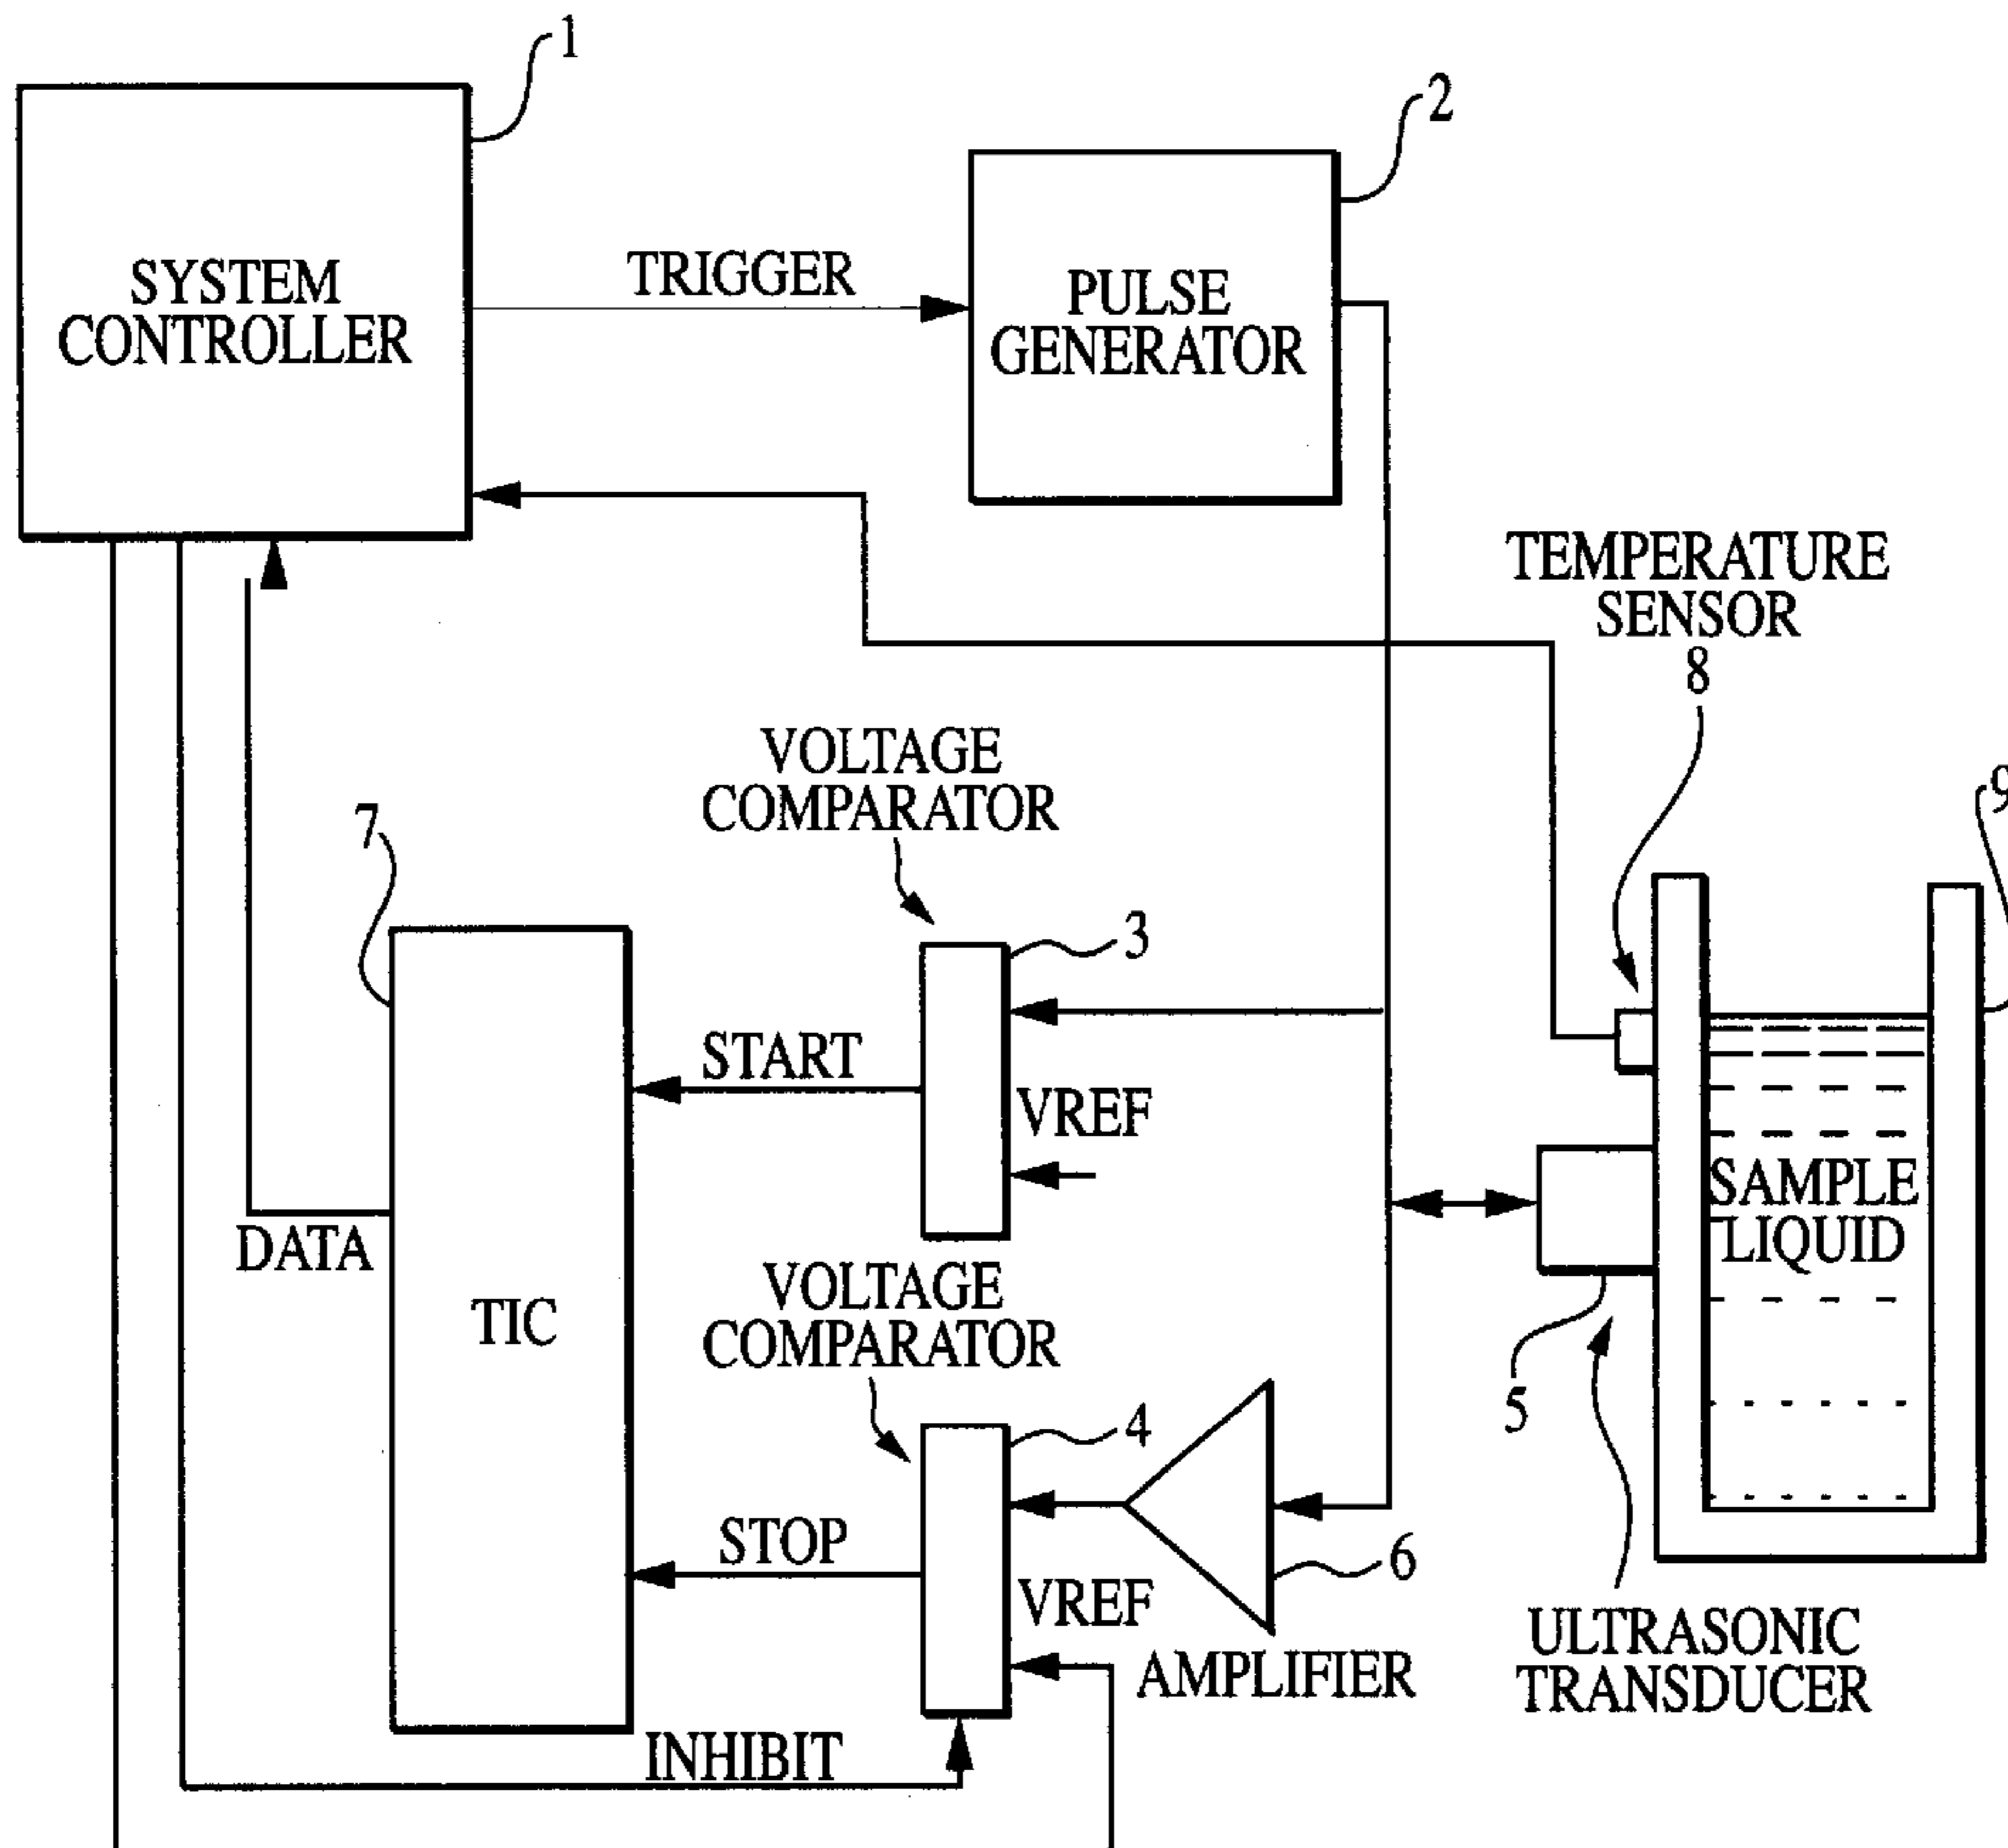 1
2
SYSTEM
CONTROLLER
TRIGGER
PULSE
GENERATOR
TEMPERATURE
SENSOR
8
VOLTAGE
COMPARATOR
9
7
3
START
VREF
SAMPLE
LIQUID
DATA
VOLTAGE
COMPARATOR
TIC
5
4
STOP
6
VREF
AMPLIFIER
ULTRASONIC
TRANSDUCER
INHIBIT